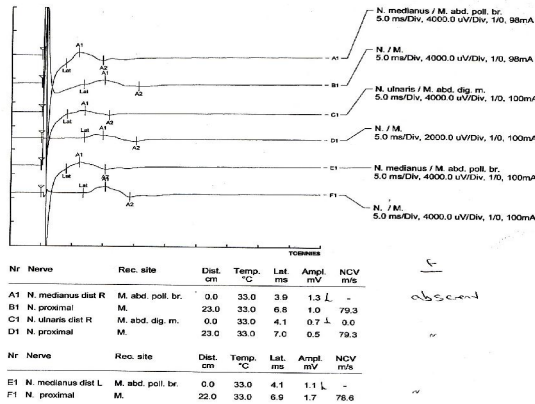 N. medianus / M. abd. poll. br.
5.0 ms/Div, 4000.0 uV/Div, 1/0, 98mA
A1
Lat
A2
A1
N. / M.
5.0 ms/Div, 4000.0 uV/Div, 1/0, 98mA
A1
Lat
A2
B1
N. ulnaris / M. abd. dig. m.
5.0 ms/Div, 4000.0 uV/Div, 1/0, 100mA
A1
Lat
A2
C1
N. / M.
5.0 ms/Div, 2000.0 uV/Div, 1/0, 100mA
A1
Lat
A2
D1
N. medianus / M. abd. poll. br.
5.0 ms/Div, 4000.0 uV/Div, 1/0, 100mA
A1
Lat
E1
N. / M.
5.0 ms/Div, 4000.0 uV/Div, 1/0, 100mA
Lat
A2
F1
TOENNIES
Nr Nerve Rec. site Dist. cm Temp. °C Lat. ms Ampl. mV NCV m/s
F
A1 N. medianus dist R M. abd. poll. br. 0.0 33.0 3.9 1.3 - absent
B1 N. proximal M. 23.0 33.0 6.8 1.0 79.3
C1 N. ulnaris dist R M. abd. dig. m. 0.0 33.0 4.1 0.7 0.0
D1 N. proximal M. 23.0 33.0 7.0 0.5 79.3 "
Nr Nerve Rec. site Dist. cm Temp. °C Lat. ms Ampl. mV NCV m/s
E1 N. medianus dist L M. abd. poll. br. 0.0 33.0 4.1 1.1 - "
F1 N. proximal M. 22.0 33.0 6.9 1.7 78.6